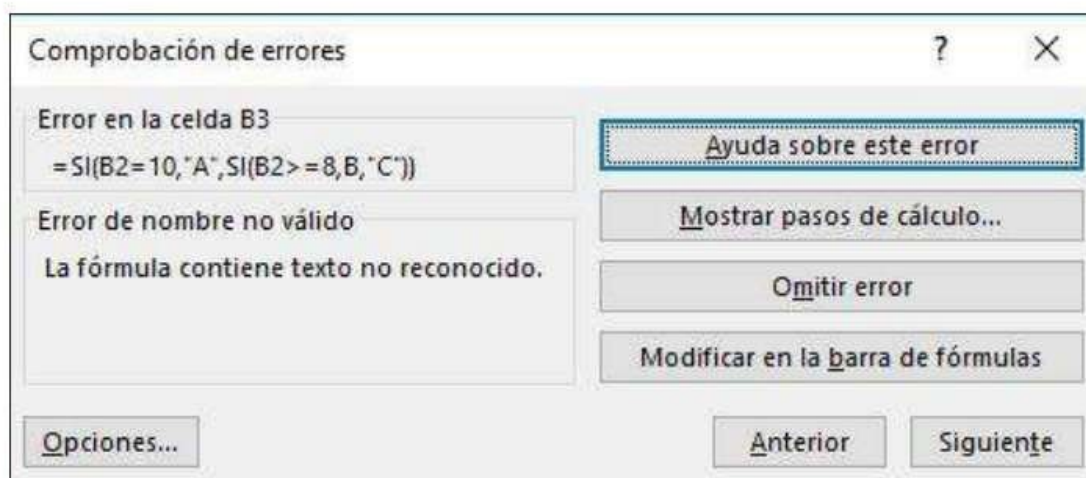 Comprobación de errores ? X
Error en la celda B3
=SI(B2=10,"A",SI(B2>=8,B,"C"))
Error de nombre no válido
La fórmula contiene texto no reconocido.
Ayuda sobre este error
Mostrar pasos de cálculo...
Omitir error
Modificar en la barra de fórmulas
Opciones...
Anterior
Siguiente